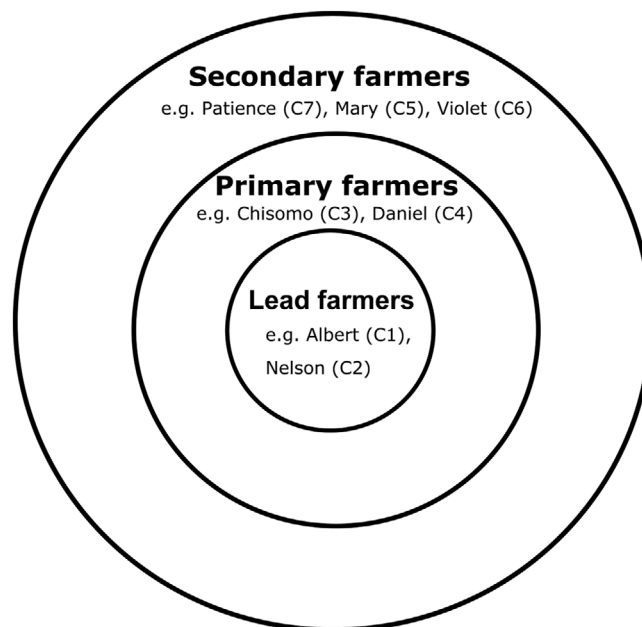 Secondary farmers
e.g. Patience (C7), Mary (C5), Violet (C6)
Primary farmers
e.g. Chisomo (C3), Daniel (C4)
Lead farmers
e.g. Albert (C1),
Nelson (C2)